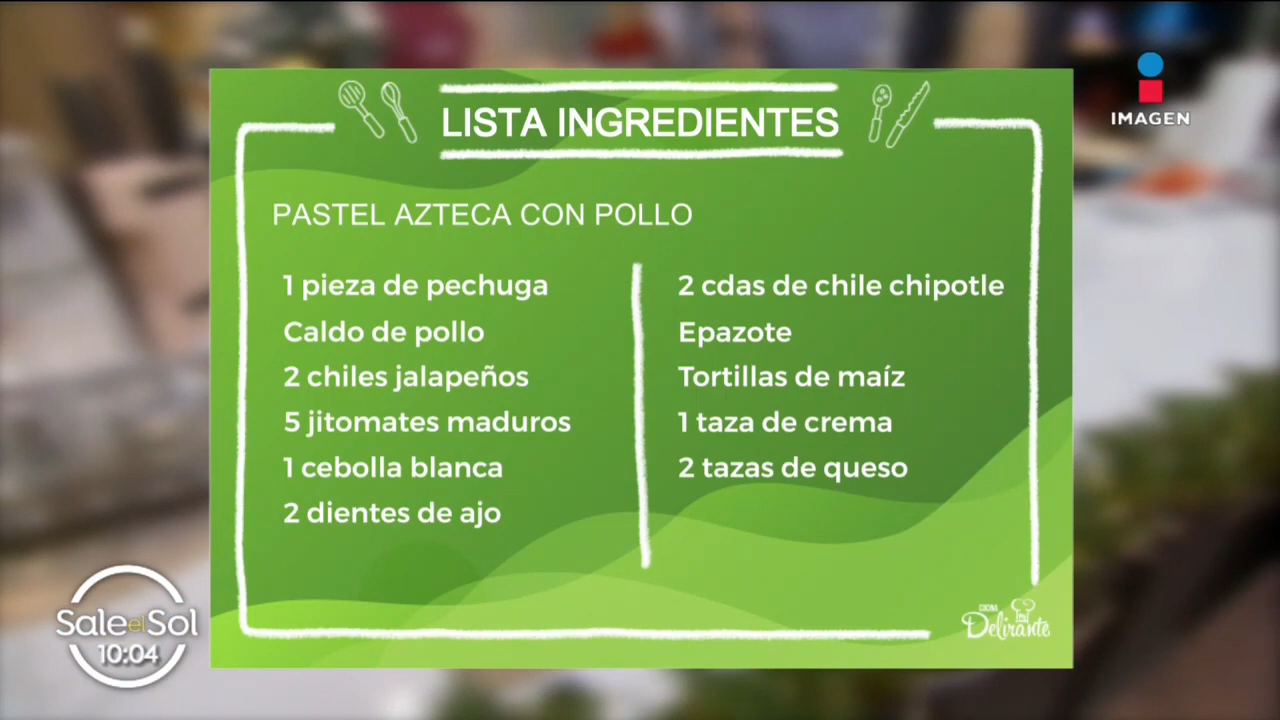 LISTA INGREDIENTES
PASTEL AZTECA CON POLLO
1 pieza de pechuga
Caldo de pollo
2 chiles jalapeños
5 jitomates maduros
1 cebolla blanca
2 dientes de ajo
2 cdas de chile chipotle
Epazote
Tortillas de maíz
1 taza de crema
2 tazas de queso
IMAGEN
Sale el Sol
10:04
COCINA
Delirante